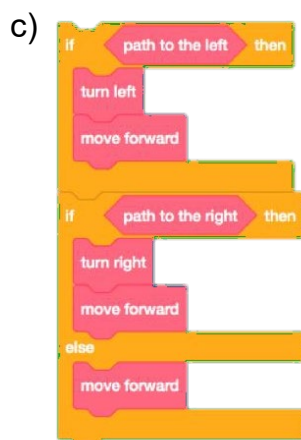 c)
if path to the left then
turn left
move forward
if path to the right then
turn right
move forward
else
move forward